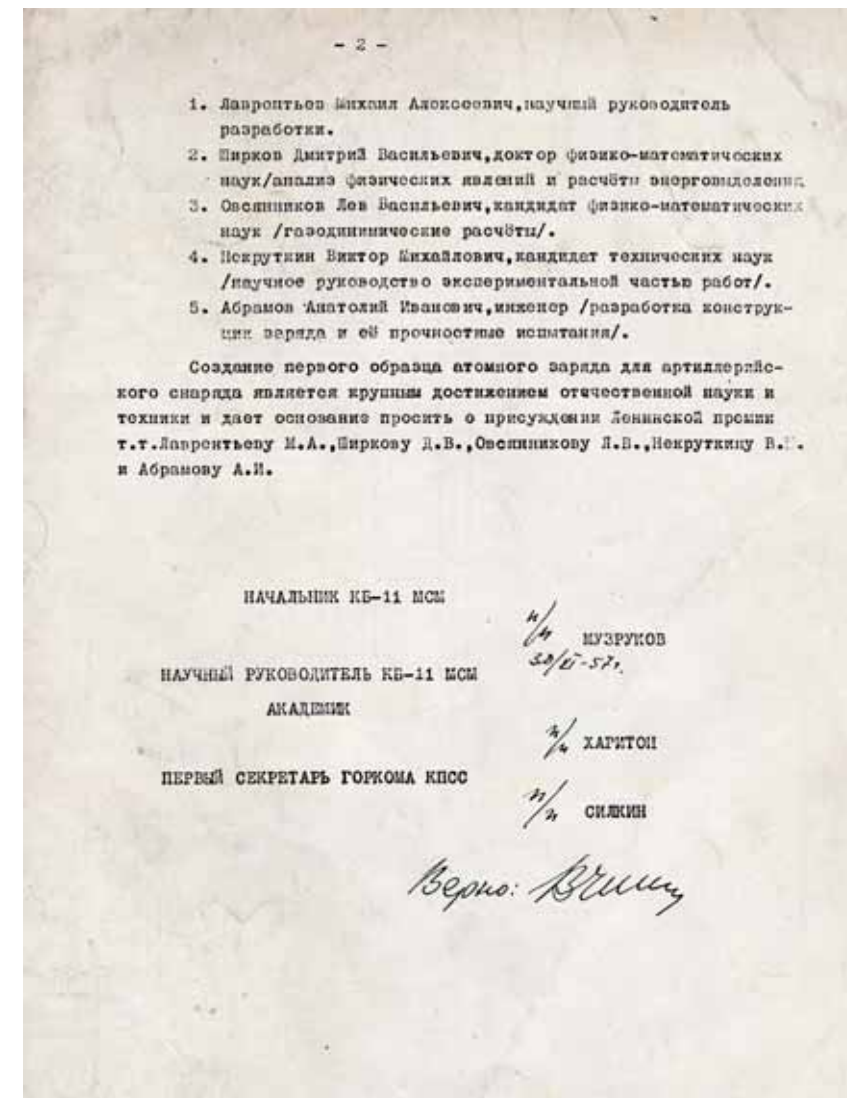 - 2 -
1. Лаврентьев Михаил Алексеевич,научный руководитель
разработки.
2. Ширков Дмитрий Васильевич,доктор физико-математических
наук/анализ физических явлений и расчёты энерговыделения
3. Овсянников Лев Васильевич,кандидат физико-математических
наук /газодинимические расчёты/.
4. Некруткин Виктор Михайлович,кандидат технических наук
/научное руководство экспериментальной частью работ/.
5. Абрамов Анатолий Иванович,инженер /разработка конструк-
ции заряда и её прочностные испытания/.
Создание первого образца атомного заряда для артиллерийс-
кого снаряда является крупным достижением отечественной науки и
техники и дает основание просить о присуждении Ленинской премии
т.т.Лаврентьеву М.А.,Ширкову Д.В.,Овсянникову Л.В.,Некруткину В.М.
и Абрамову А.И.
НАЧАЛЬНИК КБ-11 МСМ
п/п МУЗРУКОВ
30/XI-57г.
НАУЧНЫЙ РУКОВОДИТЕЛЬ КБ-11 МСМ
АКАДЕМИК
п/п ХАРИТОН
ПЕРВЫЙ СЕКРЕТАРЬ ГОРКОМА КПСС
п/п СИЛКИН
Верно: